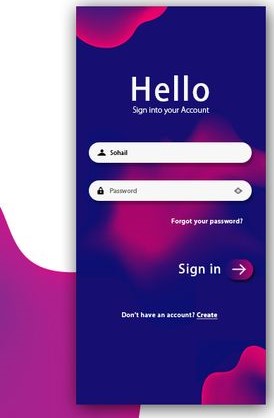 Hello
Sign into your Account
Sohail
Password
Forgot your password?
Sign in
Don't have an account? Create